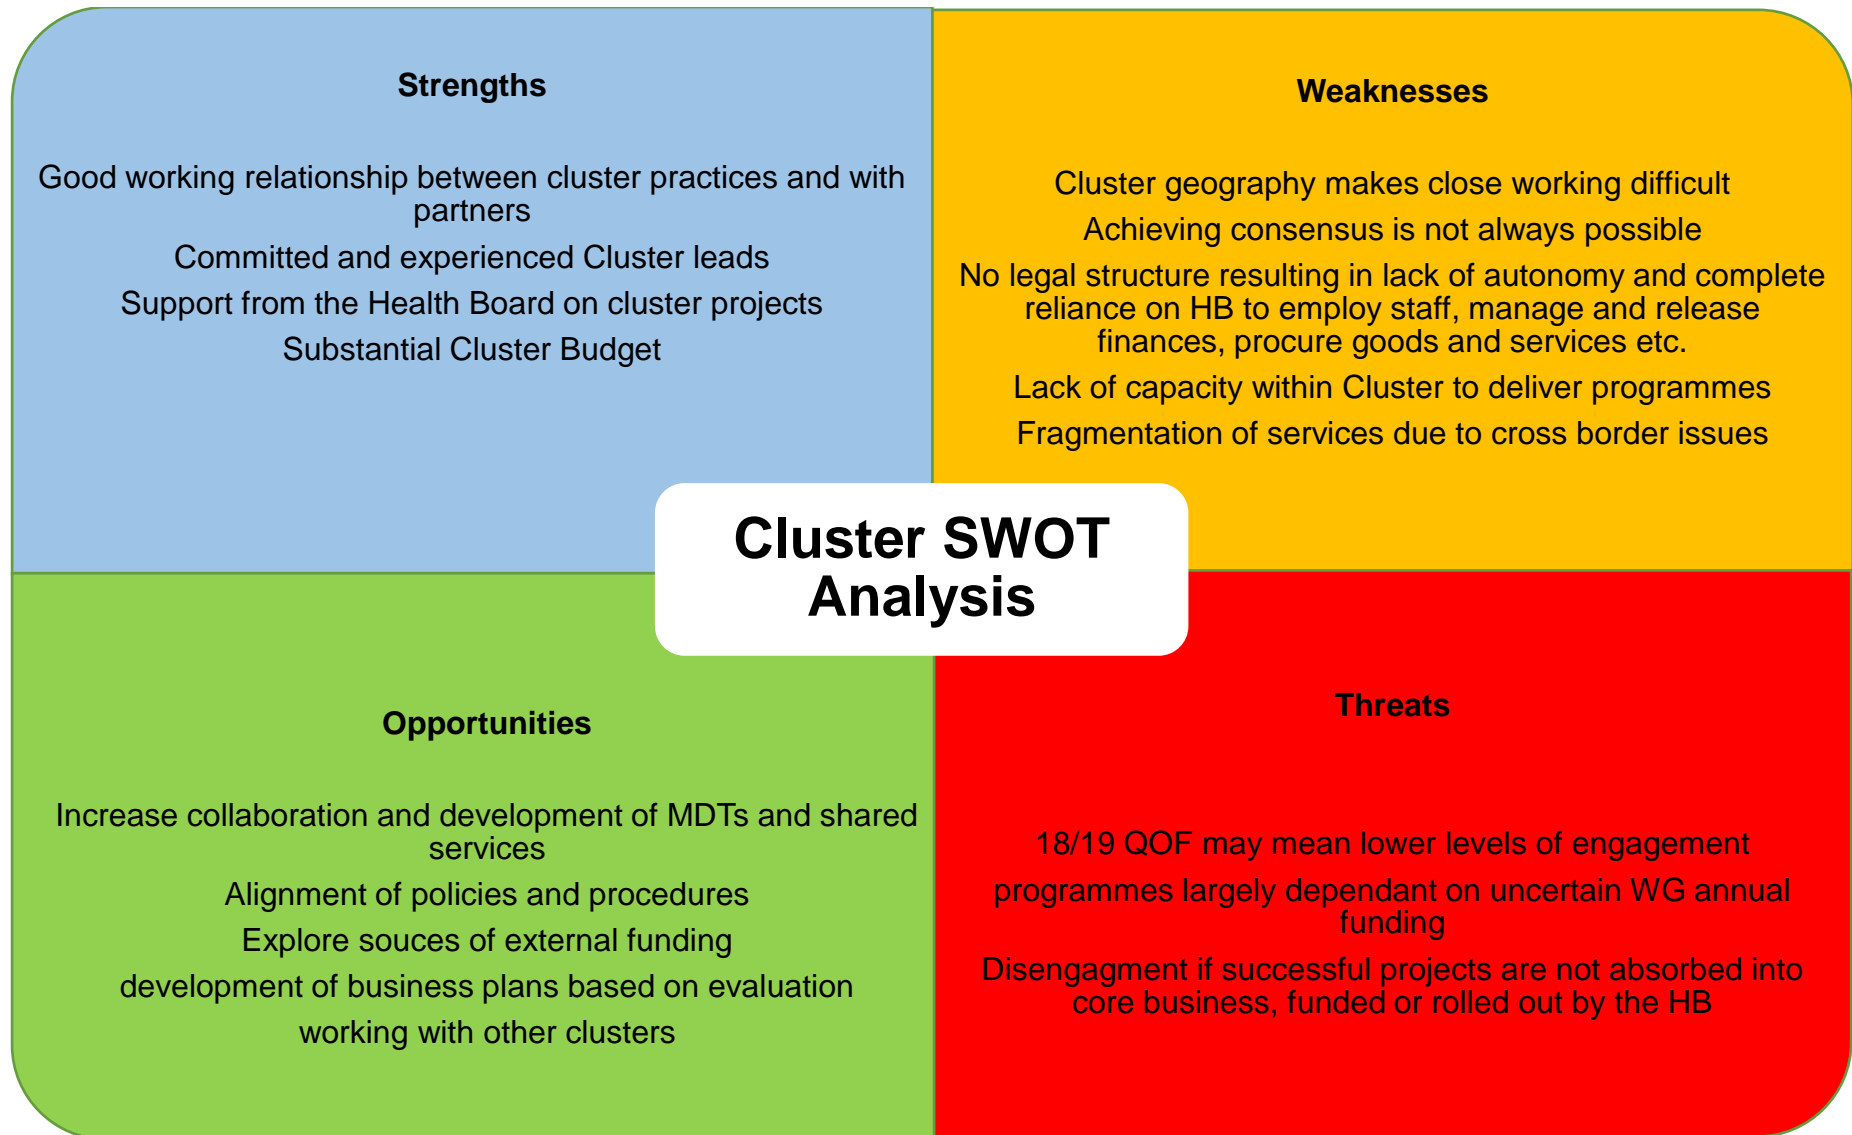 Strengths
Good working relationship between cluster practices and with
partners
Committed and experienced Cluster leads
Support from the Health Board on cluster projects
Substantial Cluster Budget
Weaknesses
Cluster geography makes close working difficult
Achieving consensus is not always possible
No legal structure resulting in lack of autonomy and complete
reliance on HB to employ staff, manage and release
finances, procure goods and services etc.
Lack of capacity within Cluster to deliver programmes
Fragmentation of services due to cross border issues
Cluster SWOT
Analysis
Opportunities
Increase collaboration and development of MDTs and shared
services
Alignment of policies and procedures
Explore souces of external funding
development of business plans based on evaluation
working with other clusters
Threats
18/19 QOF may mean lower levels of engagement
programmes largely dependant on uncertain WG annual
funding
Disengagment if successful projects are not absorbed into
core business, funded or rolled out by the HB